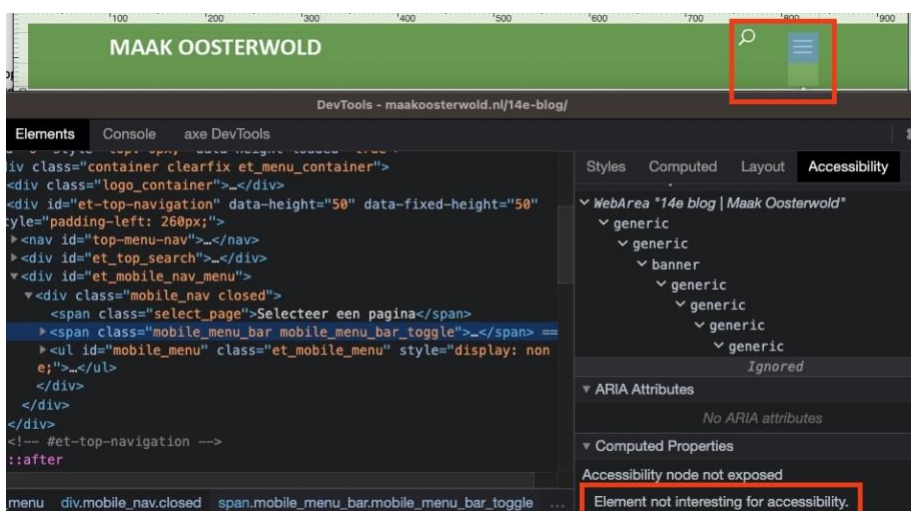 100 200 300 400 500 600 700 800 900
MAAK OOSTERWOLD
DevTools - maakoosterwold.nl/14e-blog/
Elements Console axe DevTools
iv class="container clearfix et_menu_container">
<div class="logo_container">…</div>
<div id="et-top-navigation" data-height="50" data-fixed-height="50"
tyle="padding-left: 260px;">
▶<nav id="top-menu-nav">…</nav>
▶<div id="et_top_search">…</div>
▼<div id="et_mobile_nav_menu">
▼<div class="mobile_nav closed">
<span class="select_page">Selecteer een pagina</span>
▶<span class="mobile_menu_bar mobile_menu_bar_toggle">…</span> ==
▶<ul id="mobile_menu" class="et_mobile_menu" style="display: non
e;">…</ul>
</div>
</div>
</div>
<!-- #et-top-navigation -->
::after
menu div.mobile_nav.closed span.mobile_menu_bar.mobile_menu_bar_toggle …
Styles Computed Layout Accessibility
WebArea "14e blog | Maak Oosterwold"
generic
generic
banner
generic
generic
generic
generic
Ignored
ARIA Attributes
No ARIA attributes
Computed Properties
Accessibility node not exposed
Element not interesting for accessibility.